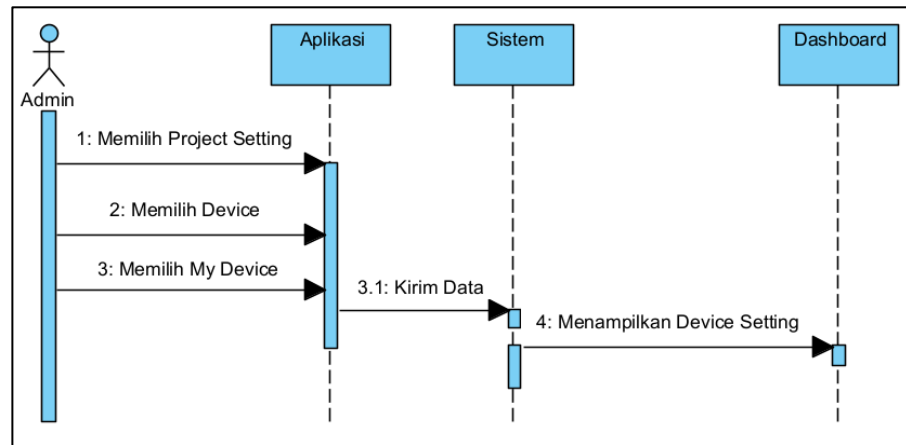 Aplikasi
Sistem
Dashboard
Admin
1: Memilih Project Setting
2: Memilih Device
3: Memilih My Device
3.1: Kirim Data
4: Menampilkan Device Setting